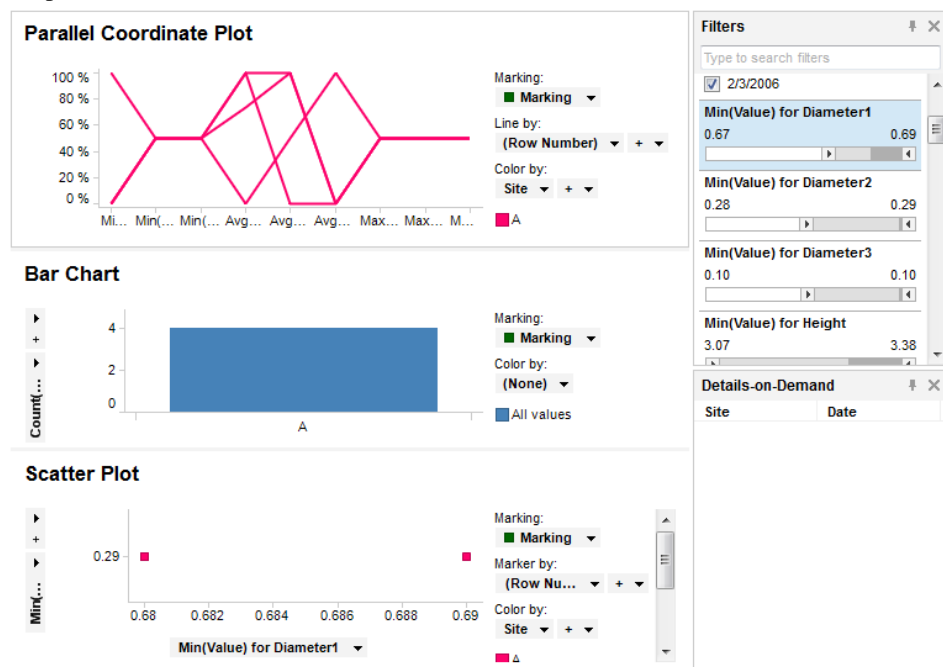 Parallel Coordinate Plot
100 %
80 %
60 %
40 %
20 %
0 %
Mi... Min(... Min(... Avg... Avg... Avg... Max... Max... M...
Marking:
Marking
Line by:
(Row Number) +
Color by:
Site +
A
Bar Chart
+
Count(...
4
2
0
A
Marking:
Marking
Color by:
(None)
All values
Scatter Plot
+
Min(...
0.29
0.68 0.682 0.684 0.686 0.688 0.69
Min(Value) for Diameter1
Marking:
Marking
Marker by:
(Row Nu... +
Color by:
Site +
A
Filters
Type to search filters
2/3/2006
Min(Value) for Diameter1
0.67 0.69
Min(Value) for Diameter2
0.28 0.29
Min(Value) for Diameter3
0.10 0.10
Min(Value) for Height
3.07 3.38
Details-on-Demand
Site Date